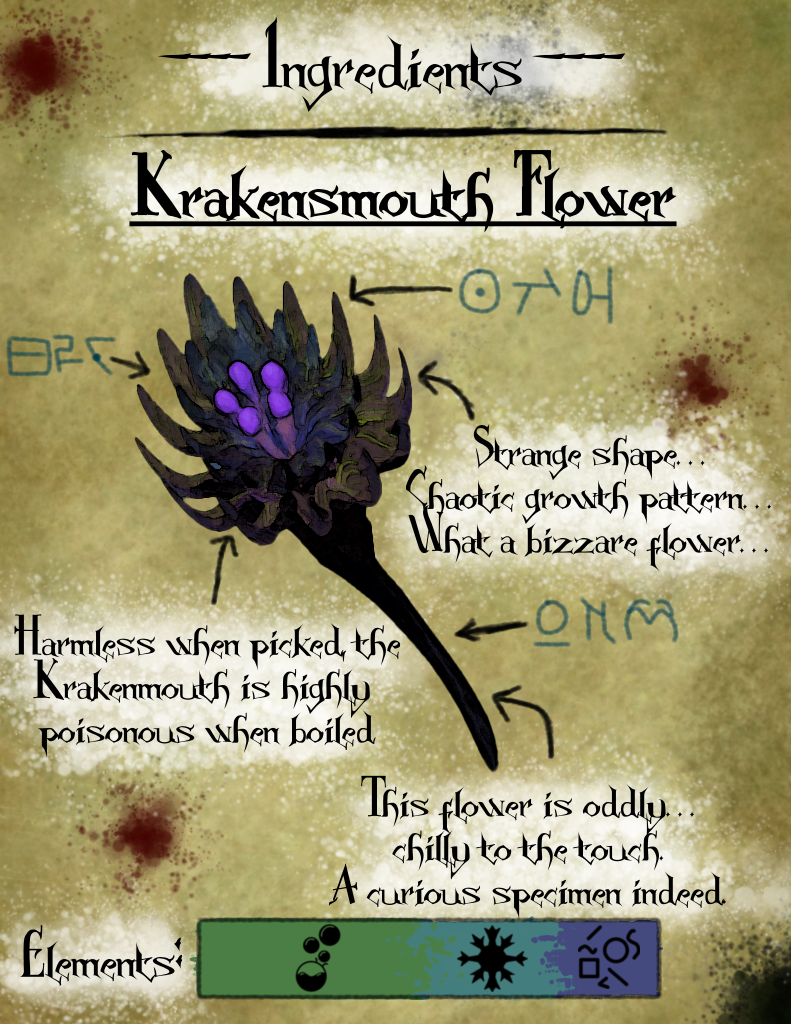 Ingredients
Krakensmouth Flower
Strange shape...
Chaotic growth pattern...
What a bizzare flower...
Harmless when picked, the
Krakenmouth is highly
poisonous when boiled
This flower is oddly...
chilly to the touch.
A curious specimen indeed.
Elements: